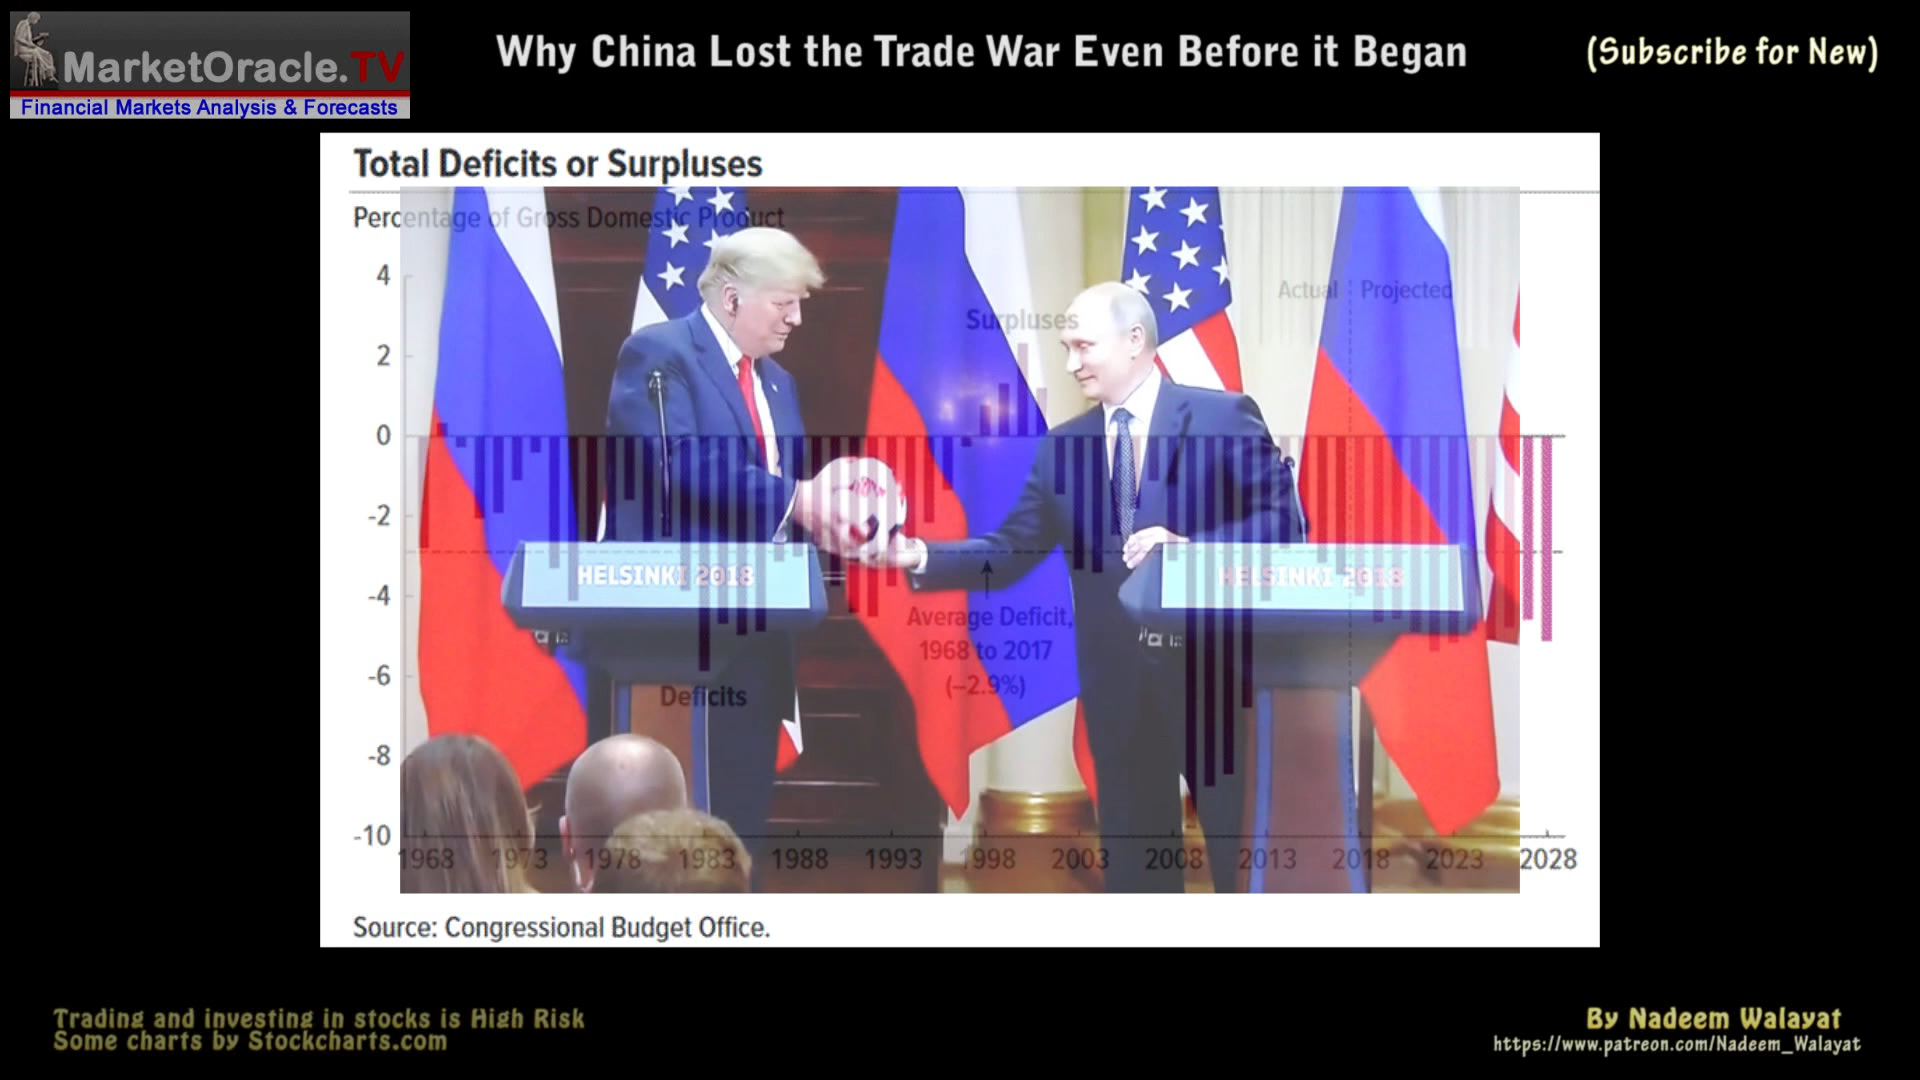 MarketOracle.TV
Financial Markets Analysis & Forecasts
Why China Lost the Trade War Even Before it Began
(Subscribe for New)
Total Deficits or Surpluses
Percentage of Gross Domestic Product
4
2
0
-2
-4
-6
-8
-10
Surpluses
Actual
Projected
HELSINKI 2018
HELSINKI 2018
Average Deficit,
1968 to 2017
(–2.9%)
Deficits
1968 1973 1978 1983 1988 1993 1998 2003 2008 2013 2018 2023 2028
Source: Congressional Budget Office.
Trading and investing in stocks is High Risk
Some charts by Stockcharts.com
By Nadeem Walayat
https://www.patreon.com/Nadeem_Walayat